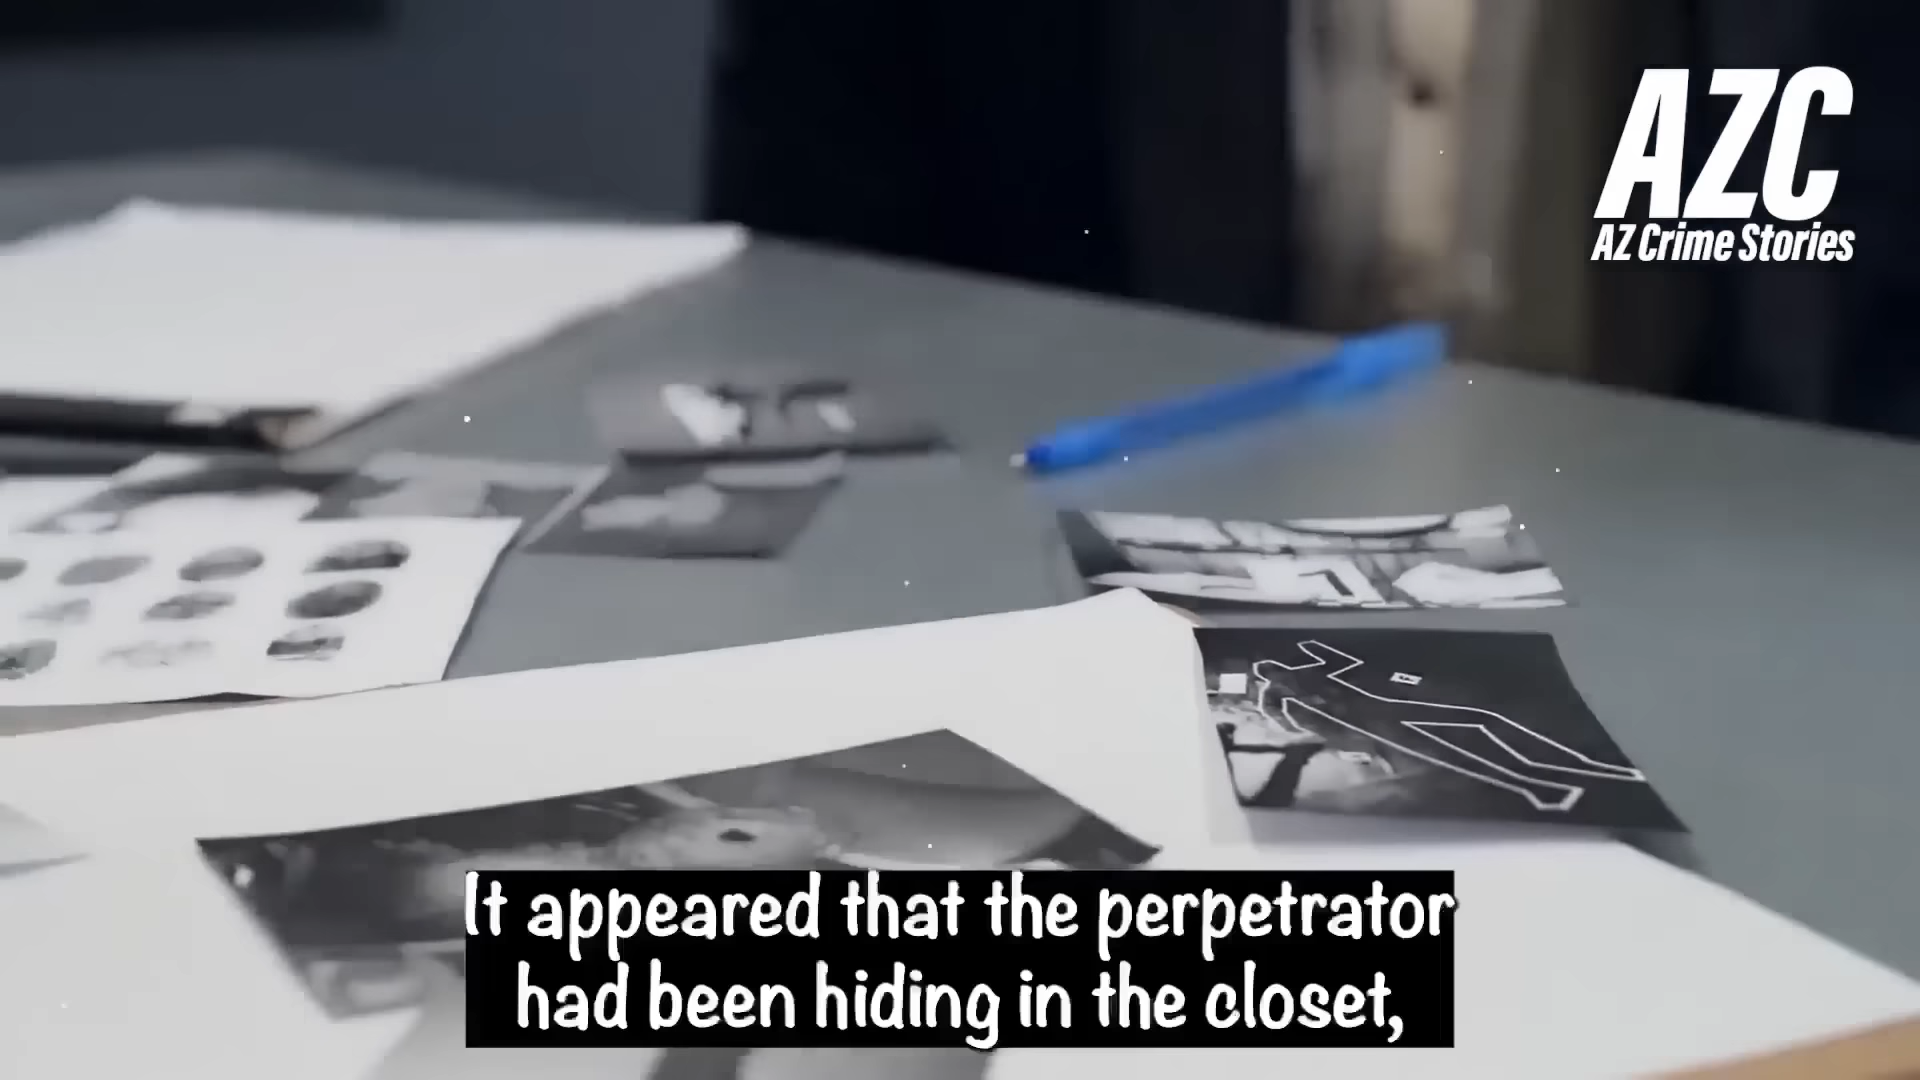 AZC
AZ Crime Stories
It appeared that the perpetrator
had been hiding in the closet,